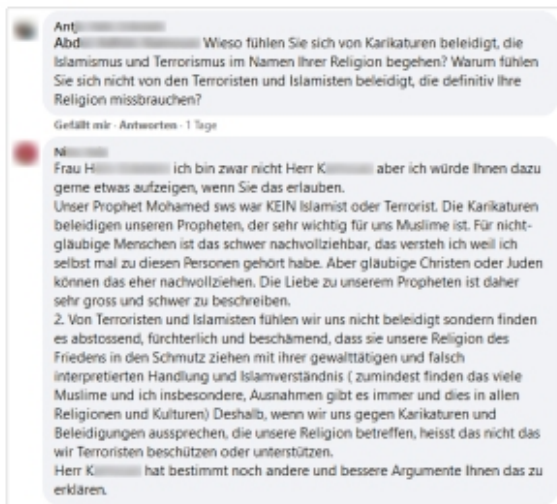 Ant
Abd Wieso fühlen Sie sich von Karikaturen beleidigt, die
Islamismus und Terrorismus im Namen Ihrer Religion begehen? Warum fühlen
Sie sich nicht von den Terroristen und Islamisten beleidigt, die definitiv Ihre
Religion missbrauchen?
Gefällt mir · Antworten · 1 Tage
Ni
Frau H ich bin zwar nicht Herr K aber ich würde Ihnen dazu
gerne etwas aufzeigen, wenn Sie das erlauben.
Unser Prophet Mohamed sws war KEIN Islamist oder Terrorist. Die Karikaturen
beleidigen unseren Propheten, der sehr wichtig für uns Muslime ist. Für nicht-
gläubige Menschen ist das schwer nachvollziehbar, das versteh ich weil ich
selbst mal zu diesen Personen gehört habe. Aber gläubige Christen oder Juden
können das eher nachvollziehen. Die Liebe zu unserem Propheten ist daher
sehr gross und schwer zu beschreiben.
2. Von Terroristen und Islamisten fühlen wir uns nicht beleidigt sondern finden
es abstossend, fürchterlich und beschämend, dass sie unsere Religion des
Friedens in den Schmutz ziehen mit ihrer gewalttätigen und falsch
interpretierten Handlung und Islamverständnis ( zumindest finden das viele
Muslime und ich insbesondere, Ausnahmen gibt es immer und dies in allen
Religionen und Kulturen) Deshalb, wenn wir uns gegen Karikaturen und
Beleidigungen aussprechen, die unsere Religion betreffen, heisst das nicht das
wir Terroristen beschützen oder unterstützen.
Herr K hat bestimmt noch andere und bessere Argumente Ihnen das zu
erklären.